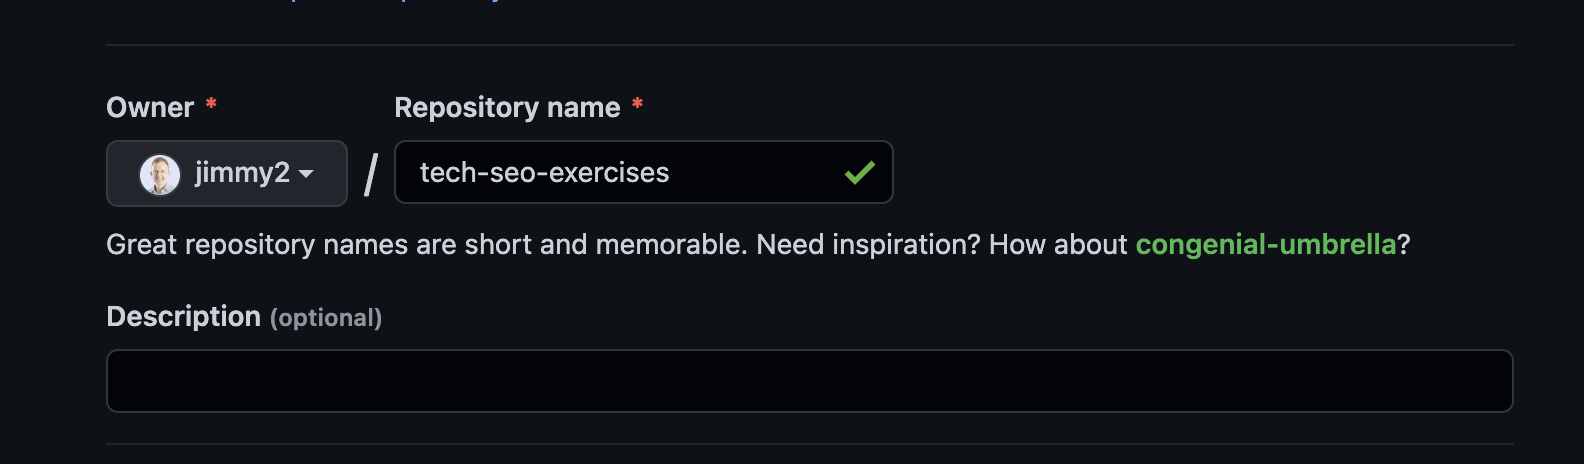 Owner * Repository name *
jimmy2 / tech-seo-exercises
Great repository names are short and memorable. Need inspiration? How about congenial-umbrella?
Description (optional)